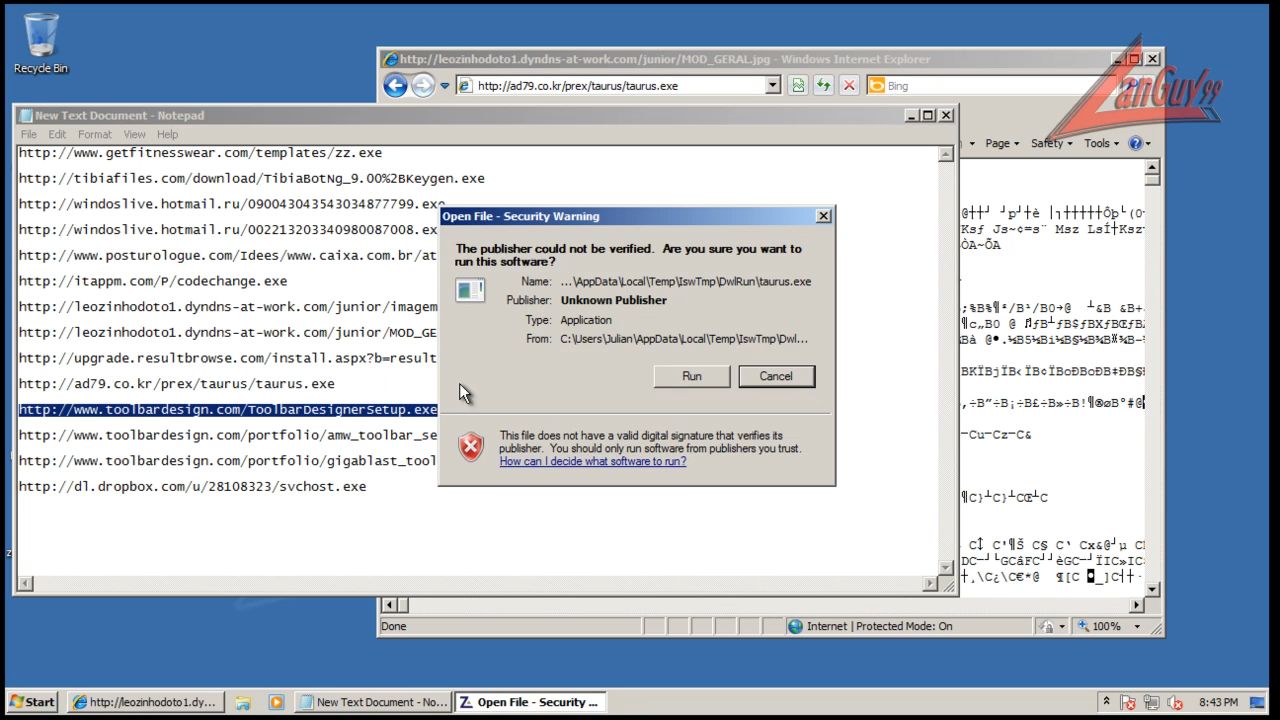 Recycle Bin
http://leozinhodoto1.dyndns-at-work.com/junior/MOD_GERAL.jpg - Windows Internet Explorer
http://ad79.co.kr/prex/taurus/taurus.exe
Bing
anGuy99
Page
Safety
Tools
New Text Document - Notepad
File Edit Format View Help
http://www.getfitnesswear.com/templates/zz.exe
http://tibiafiles.com/download/TibiaBotNg_9.00%2BKeygen.exe
http://windoslive.hotmail.ru/090043043543034877799.exe
http://windoslive.hotmail.ru/002213203340980087008.ex
http://www.posturologue.com/Idees/www.caixa.com.br/at
http://itappm.com/P/codechange.exe
http://leozinhodoto1.dyndns-at-work.com/junior/imagem
http://leozinhodoto1.dyndns-at-work.com/junior/MOD_GE
http://upgrade.resultbrowse.com/install.aspx?b=result
http://ad79.co.kr/prex/taurus/taurus.exe
http://www.toolbardesign.com/ToolbarDesignerSetup.exe
http://www.toolbardesign.com/portfolio/amw_toolbar_se
http://www.toolbardesign.com/portfolio/gigablast_tool
http://dl.dropbox.com/u/28108323/svchost.exe
Open File - Security Warning
The publisher could not be verified. Are you sure you want to
run this software?
Name: ...\AppData\Local\Temp\IswTmp\DwlRun\taurus.exe
Publisher: Unknown Publisher
Type: Application
From: C:\Users\Julian\AppData\Local\Temp\IswTmp\Dwl...
Run
Cancel
This file does not have a valid digital signature that verifies its
publisher. You should only run software from publishers you trust.
How can I decide what software to run?
Done
Internet | Protected Mode: On
100%
Start
http://leozinhodoto1.dy...
New Text Document - No...
Open File - Security ...
8:43 PM